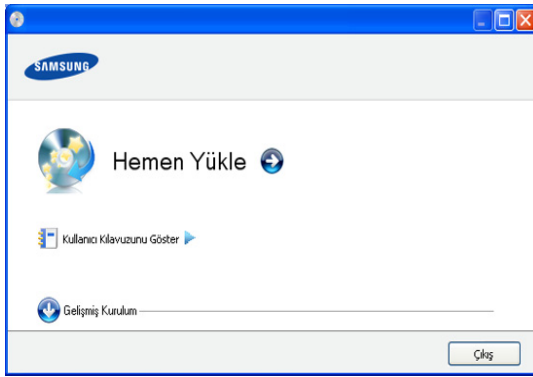 SAMSUNG
Hemen Yükle
Kullanıcı Kılavuzunu Göster
Gelişmiş Kurulum
Çıkış